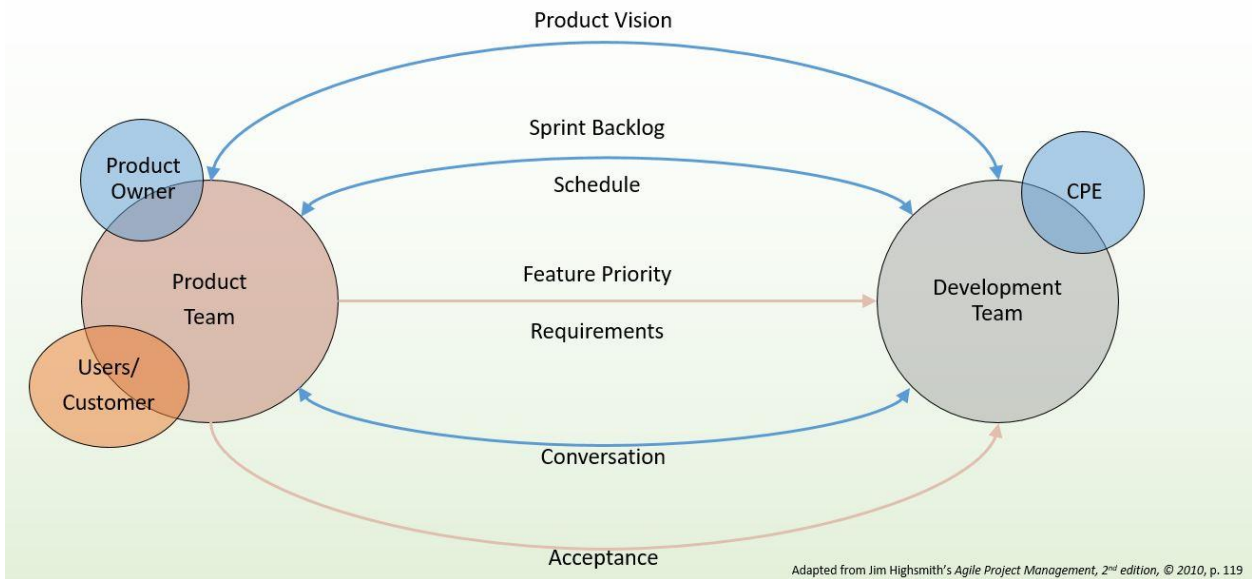 Product Vision
Sprint Backlog
Schedule
Product
Owner
CPE
Product
Team
Feature Priority
Requirements
Development
Team
Users/
Customer
Conversation
Acceptance
Adapted from Jim Highsmith's Agile Project Management, 2nd edition, © 2010, p. 119